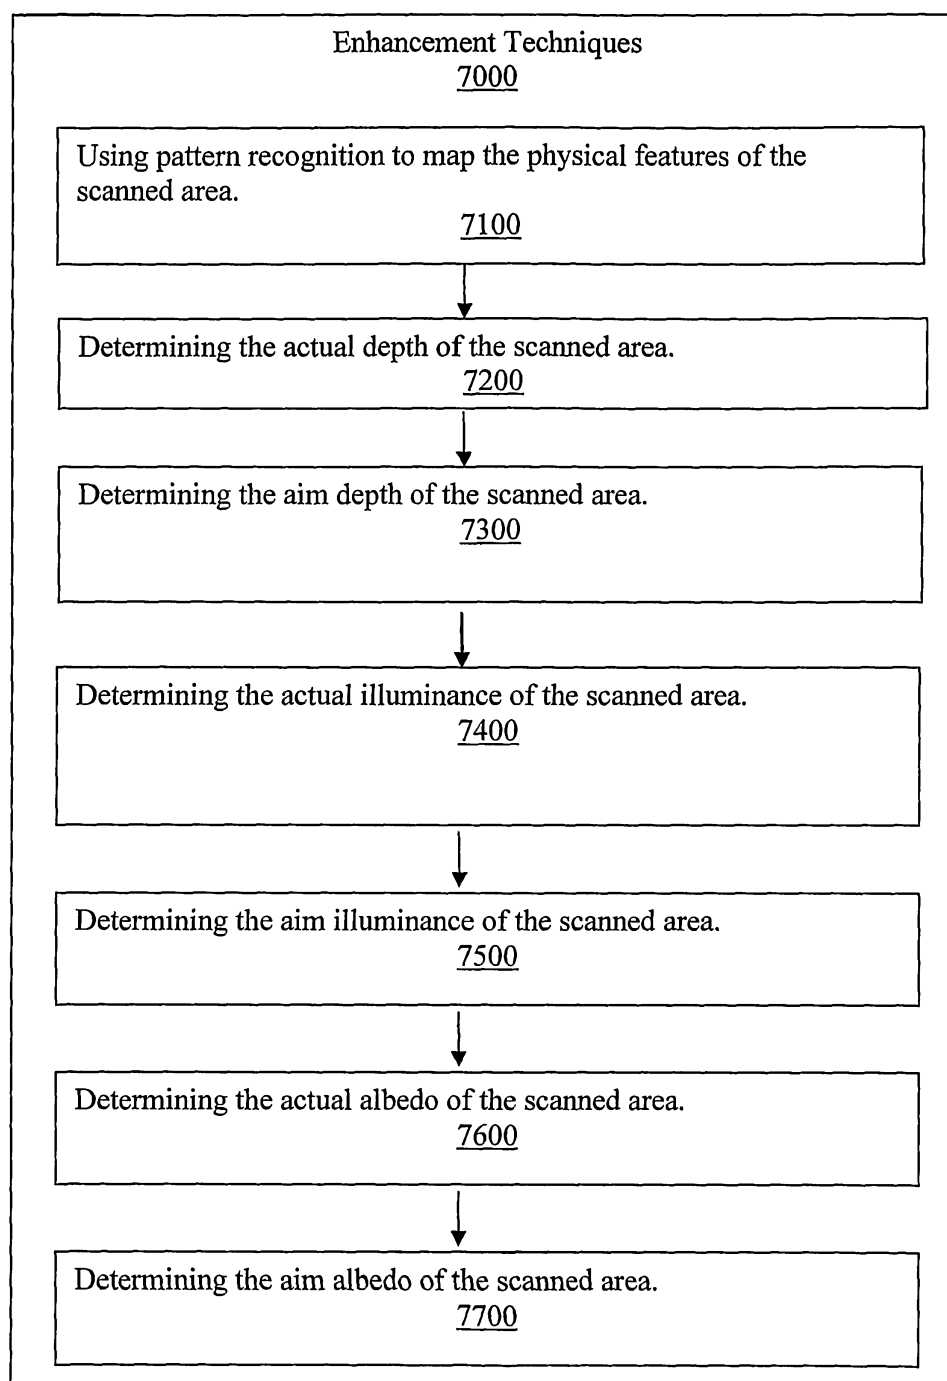 Enhancement Techniques
7000
Using pattern recognition to map the physical features of the
scanned area.
7100
Determining the actual depth of the scanned area.
7200
Determining the aim depth of the scanned area.
7300
Determining the actual illuminance of the scanned area.
7400
Determining the aim illuminance of the scanned area.
7500
Determining the actual albedo of the scanned area.
7600
Determining the aim albedo of the scanned area.
7700